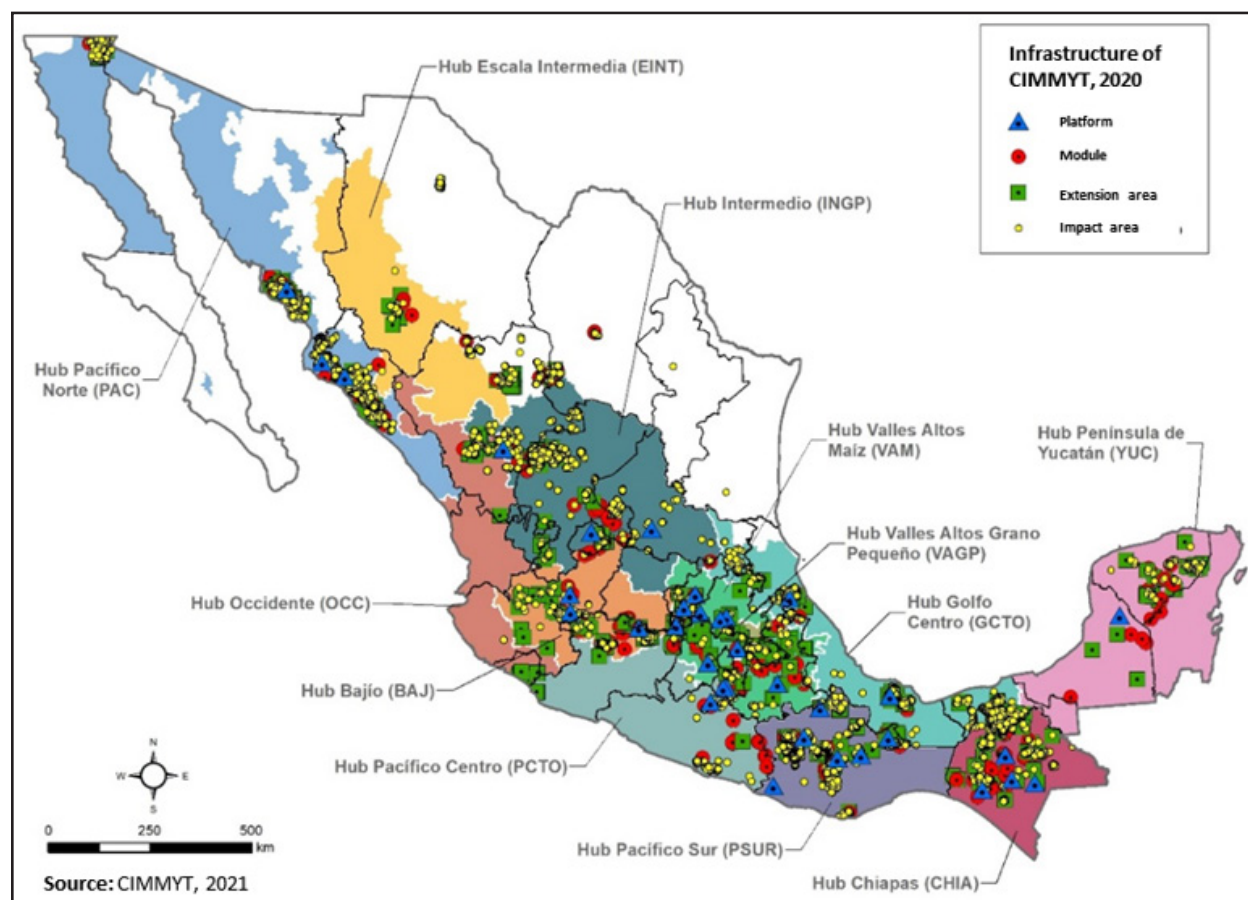 Infrastructure of
CIMMYT, 2020
Platform
Module
Extension area
Impact area
Hub Escala Intermedia (EINT)
Hub Intermedio (INGP)
Hub Pacífico
Norte (PAC)
Hub Valles Altos
Maíz (VAM)
Hub Península de
Yucatán (YUC)
Hub Valles Altos Grano
Pequeño (VAGP)
Hub Occidente (OCC)
Hub Golfo
Centro (GCTO)
Hub Bajío (BAJ)
Hub Pacífico Centro (PCTO)
Hub Pacífico Sur (PSUR)
Hub Chiapas (CHIA)
N
W E
S
0 250 500
km
Source: CIMMYT, 2021